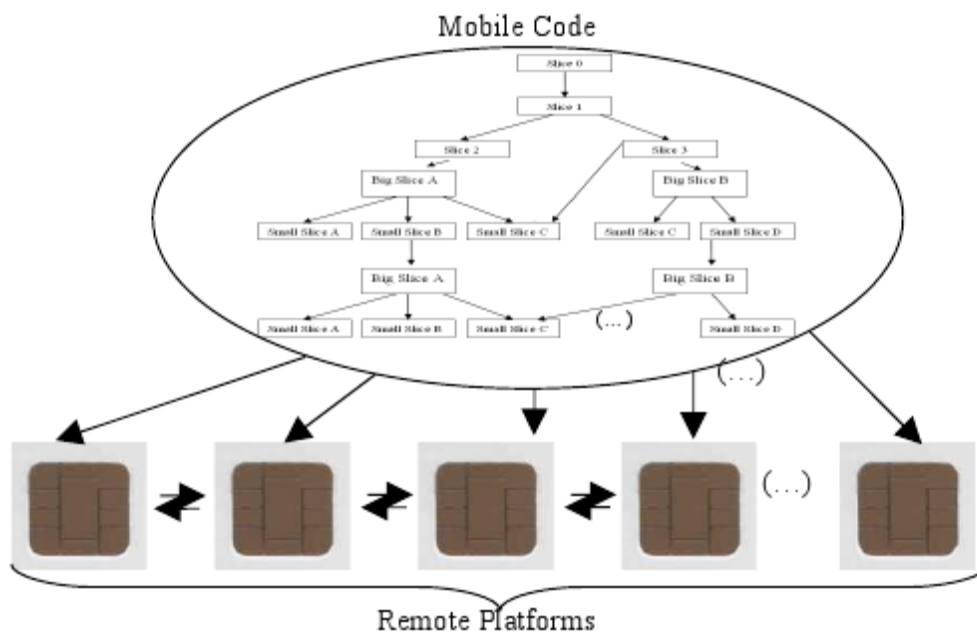 Mobile Code
Slice 0
Slice 1
Slice 2
Slice 3
Big Slice A
Big Slice B
Small Slice A
Small Slice B
Small Slice C
Small Slice C
Small Slice D
Big Slice A
Big Slice B
Small Slice A
Small Slice B
Small Slice C
(...)
Small Slice D
(...)
(...)
Remote Platforms